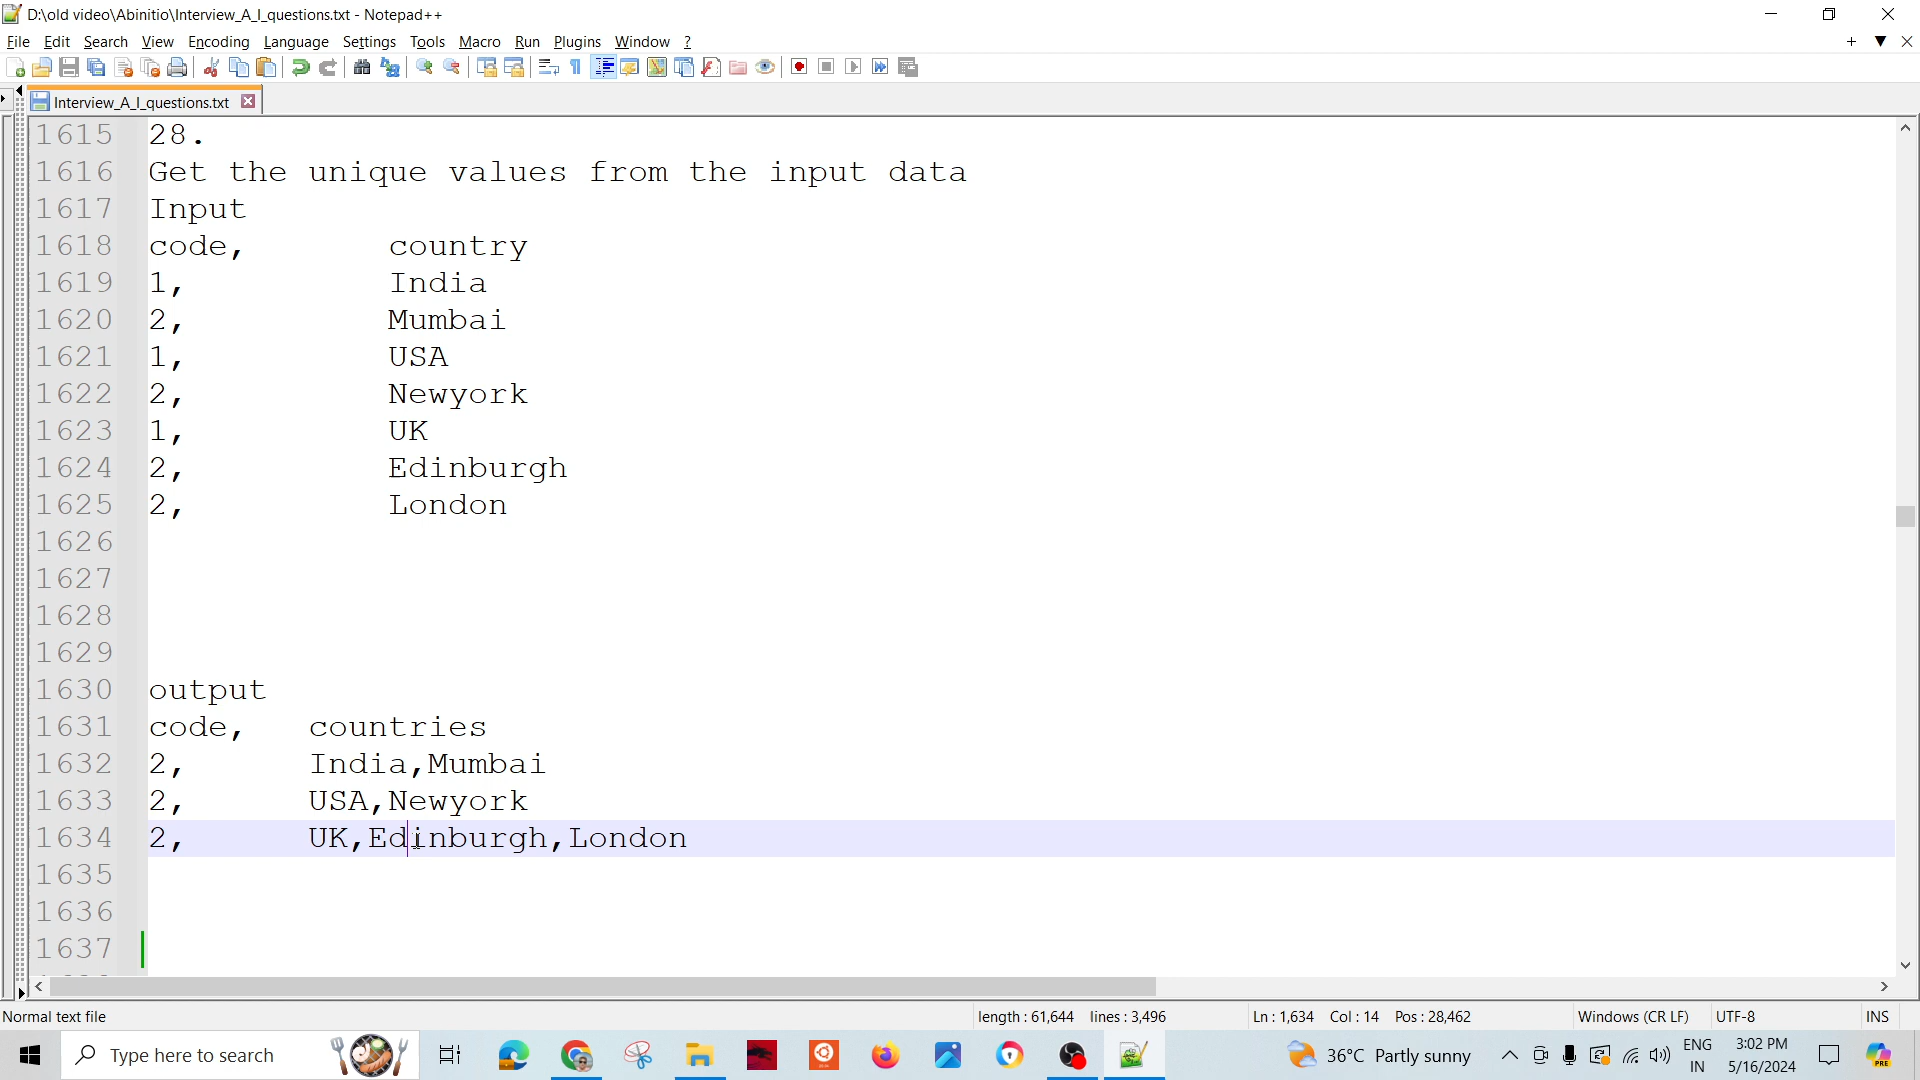 D:\old video\Abinitio\Interview_A_I_questions.txt - Notepad++
File Edit Search View Encoding Language Settings Tools Macro Run Plugins Window ?
Interview_A_I_questions.txt
1615 28.
1616 Get the unique values from the input data
1617 Input
1618 code, country
1619 1, India
1620 2, Mumbai
1621 1, USA
1622 2, Newyork
1623 1, UK
1624 2, Edinburgh
1625 2, London
1626
1627
1628
1629
1630 output
1631 code, countries
1632 2, India,Mumbai
1633 2, USA,Newyork
1634 2, UK,Edinburgh,London
1635
1636
1637
Normal text file length : 61,644 lines : 3,496 Ln : 1,634 Col : 14 Pos : 28,462 Windows (CR LF) UTF-8 INS
Type here to search 36°C Partly sunny ENG IN 3:02 PM 5/16/2024